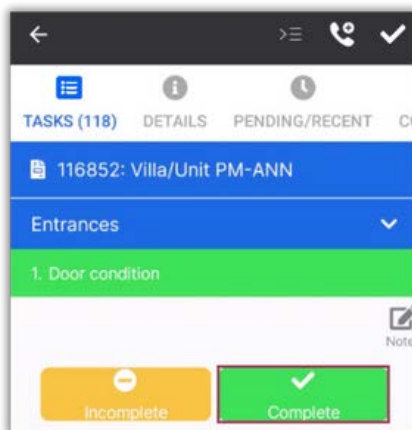 TASKS (118) DETAILS PENDING/RECENT
116852: Villa/Unit PM-ANN
Entrances
1. Door condition
Note
Incomplete Complete